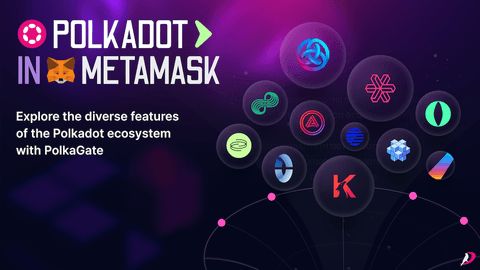 POLKADOT
IN METAMASK
Explore the diverse features
of the Polkadot ecosystem
with PolkaGate